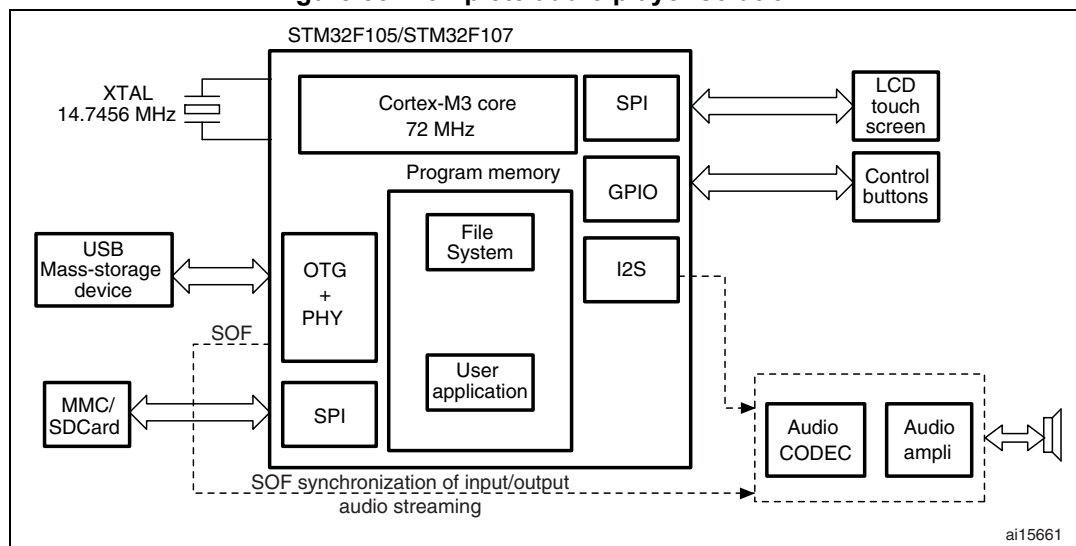 STM32F105/STM32F107
XTAL
14.7456 MHz
Cortex-M3 core
72 MHz
SPI
LCD
touch
screen
Program memory
GPIO
Control
buttons
File
System
I2S
USB
Mass-storage
device
OTG
+
PHY
SOF
User
application
MMC/
SDCard
SPI
Audio
CODEC
Audio
ampli
SOF synchronization of input/output
audio streaming
ai15661